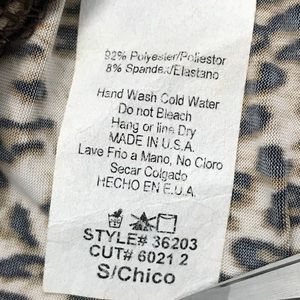 92% Polyester/Poliestor
8% Spandex/Elastano
Hand Wash Cold Water
Do not Bleach
Hang or line Dry
MADE IN U.S.A.
Lave Frio a Mano, No Cloro
Secar Colgado
HECHO EN E.U.A.
STYLE# 36203
CUT# 6021 2
S/Chico